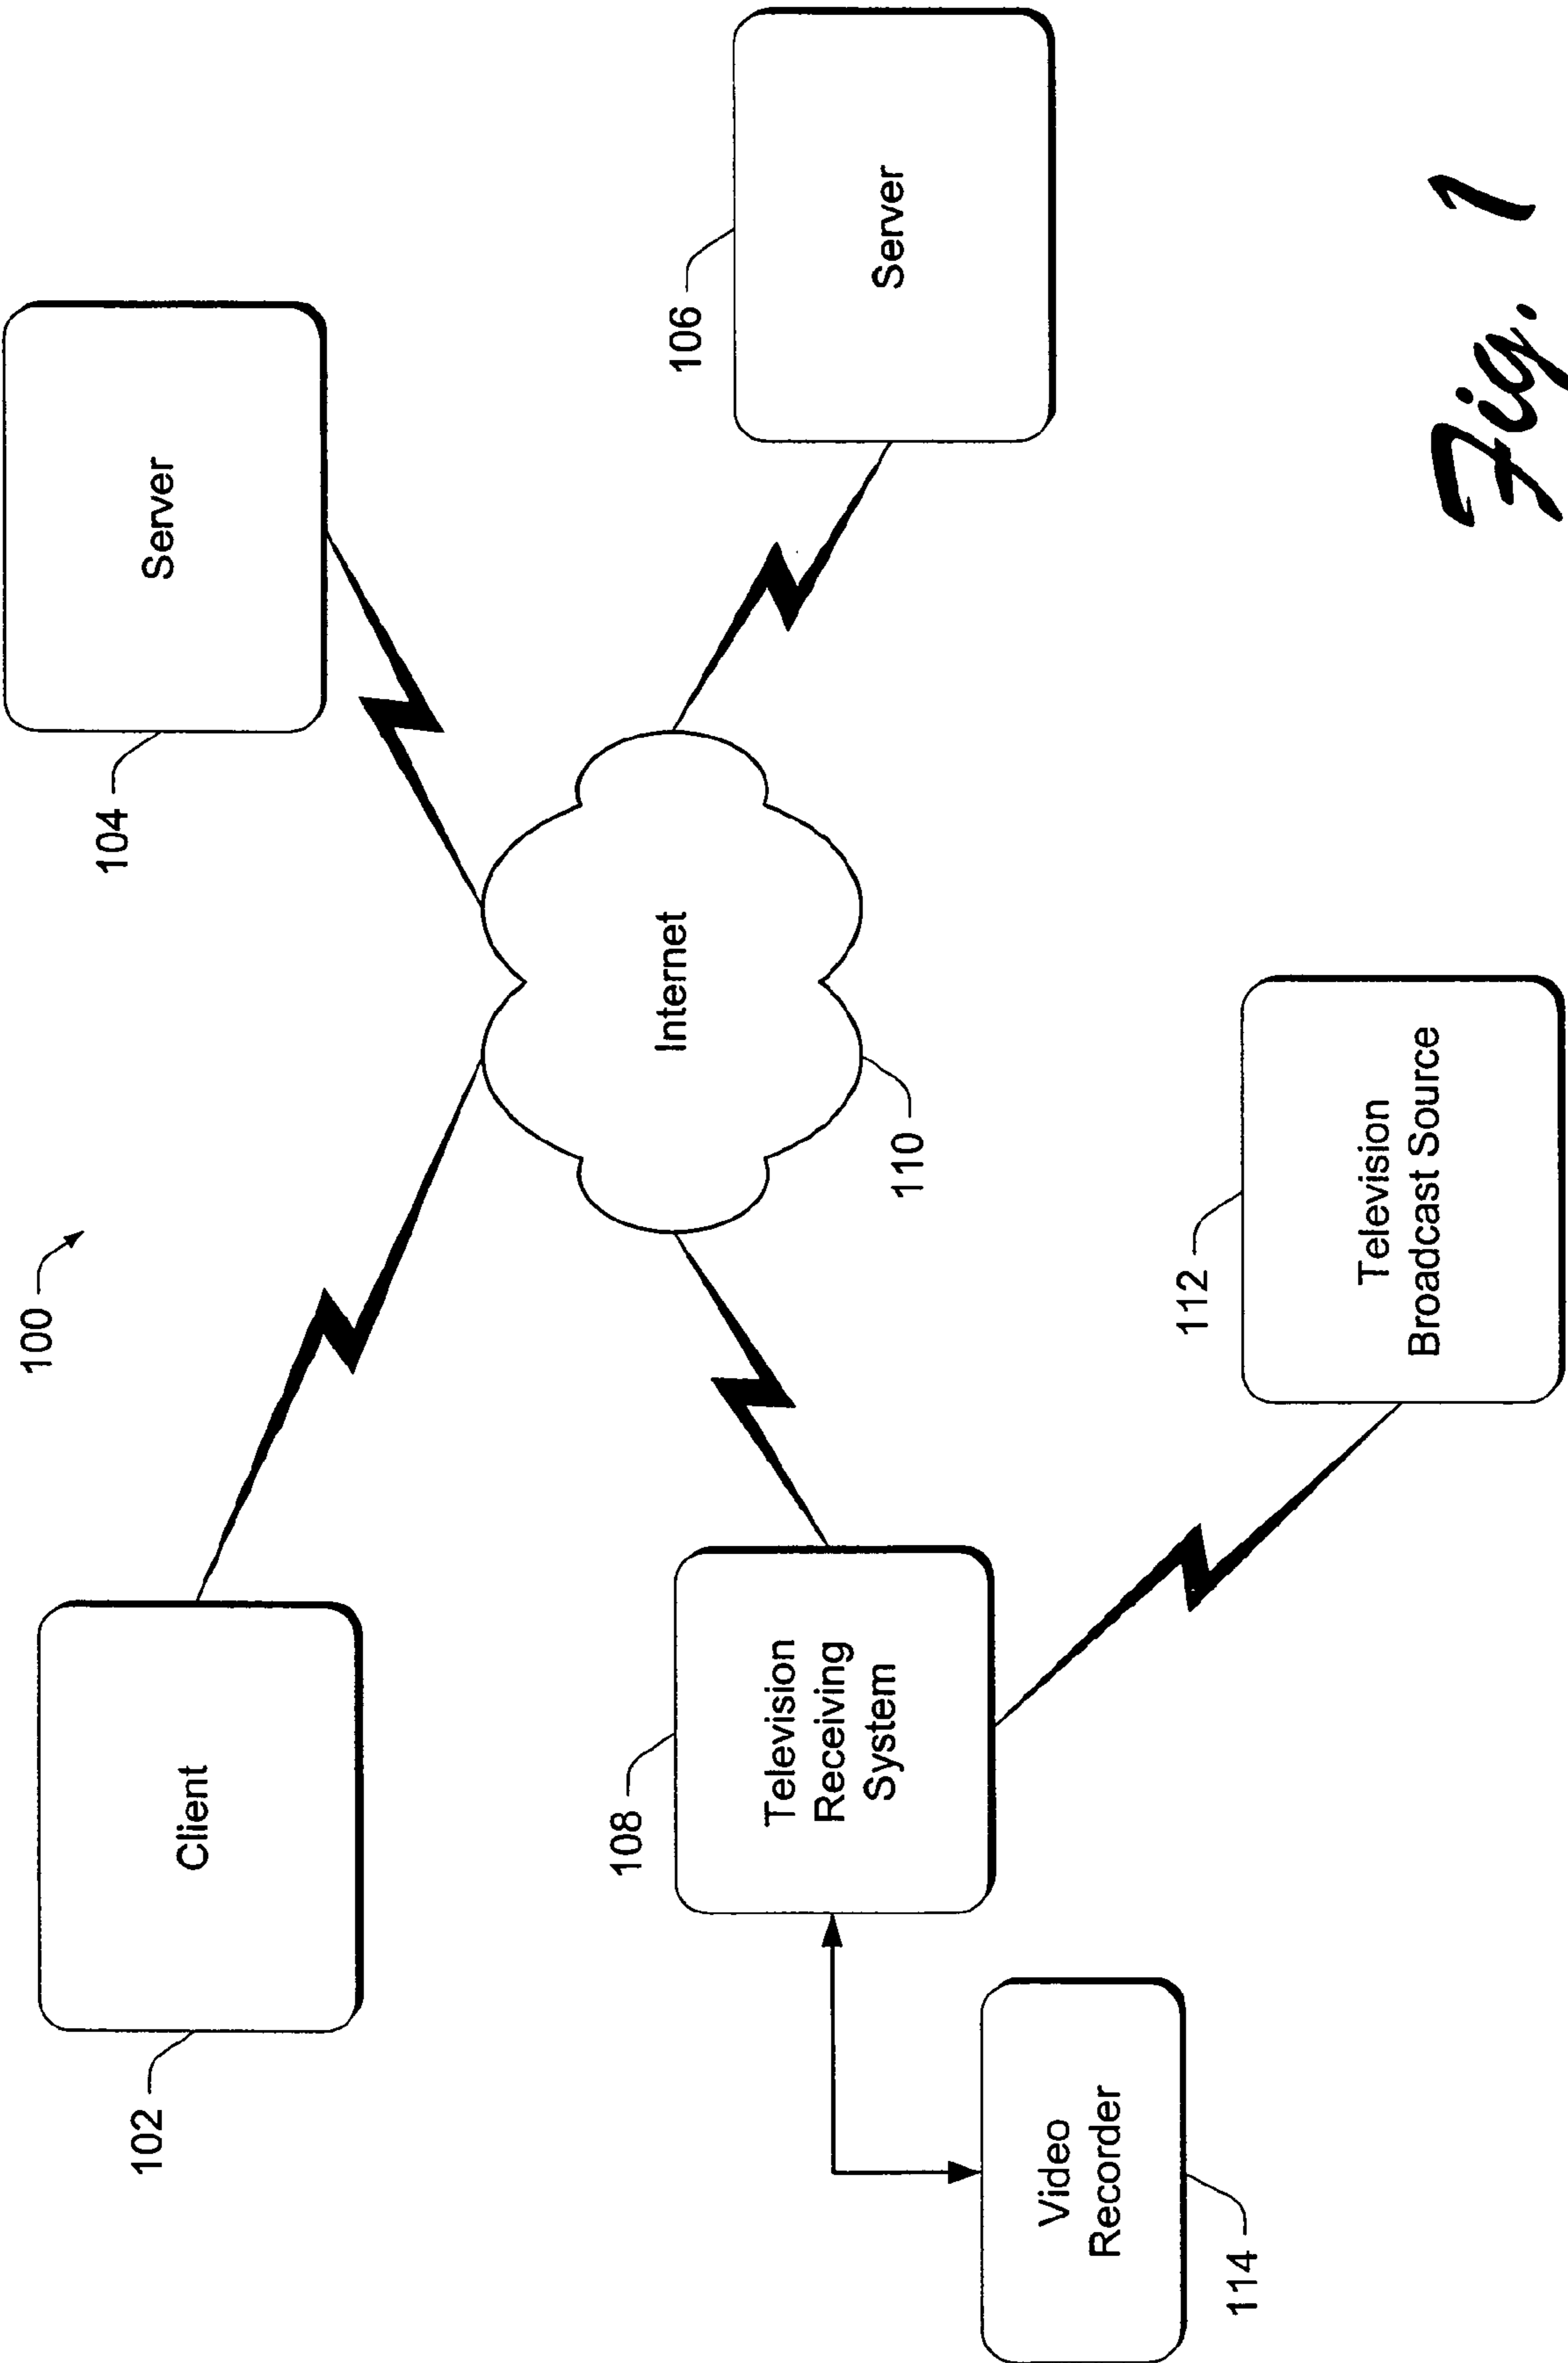 100
Server
104
Client
102
Server
106
Internet
110
Television
Receiving
System
108
Television
Broadcast Source
112
Video
Recorder
114
Fig. 1